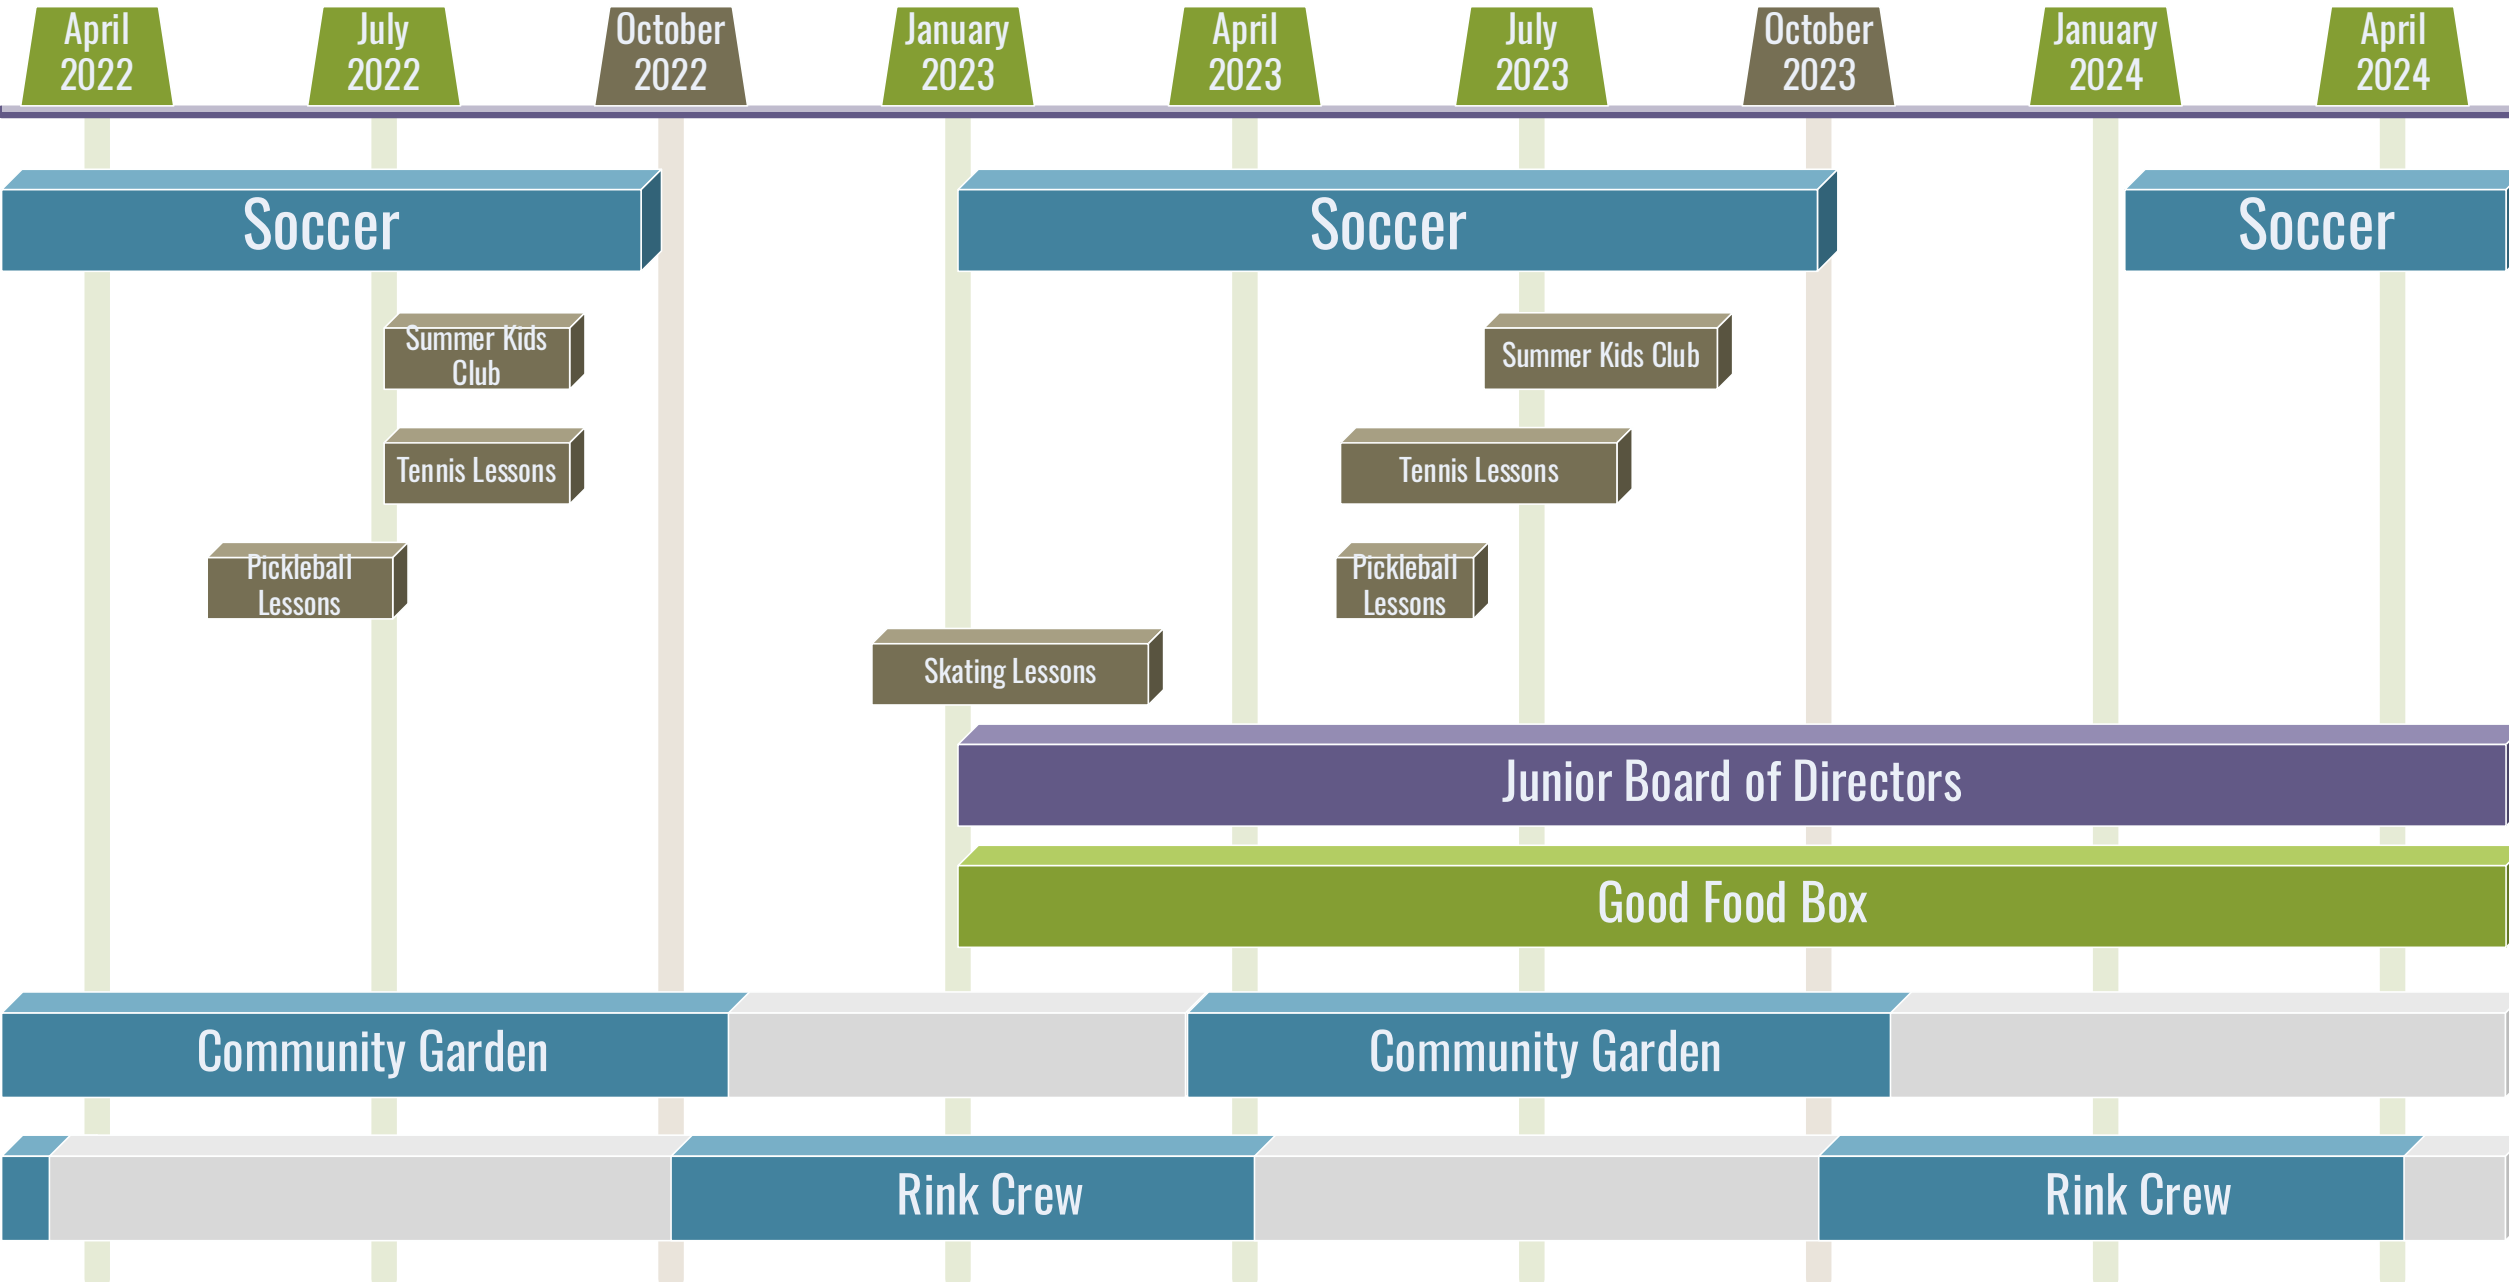 April
2022
July
2022
October
2022
January
2023
April
2023
July
2023
October
2023
January
2024
April
2024
Soccer
Soccer
Soccer
Summer Kids
Club
Summer Kids Club
Tennis Lessons
Tennis Lessons
Pickleball
Lessons
Pickleball
Lessons
Skating Lessons
Junior Board of Directors
Good Food Box
Community Garden
Community Garden
Rink Crew
Rink Crew